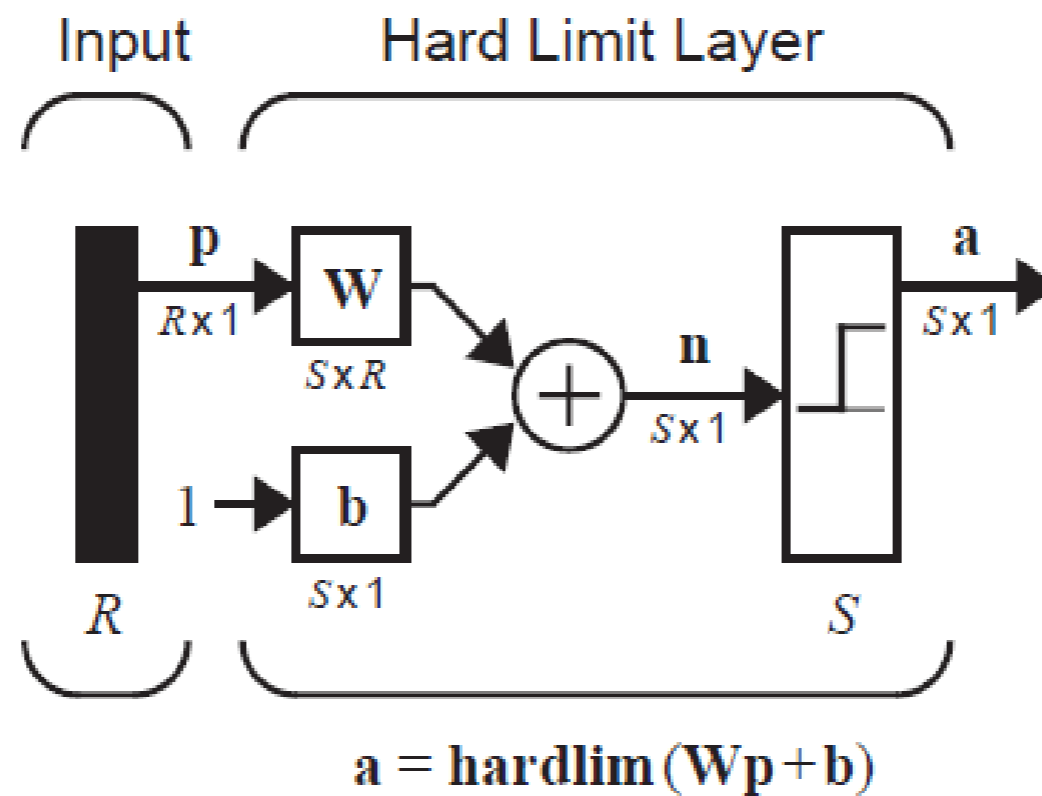 Input Hard Limit Layer
p a
W
R x 1 S x 1
n
S x R
S x 1
1 b
S x 1
R S
a = hardlim (Wp + b)